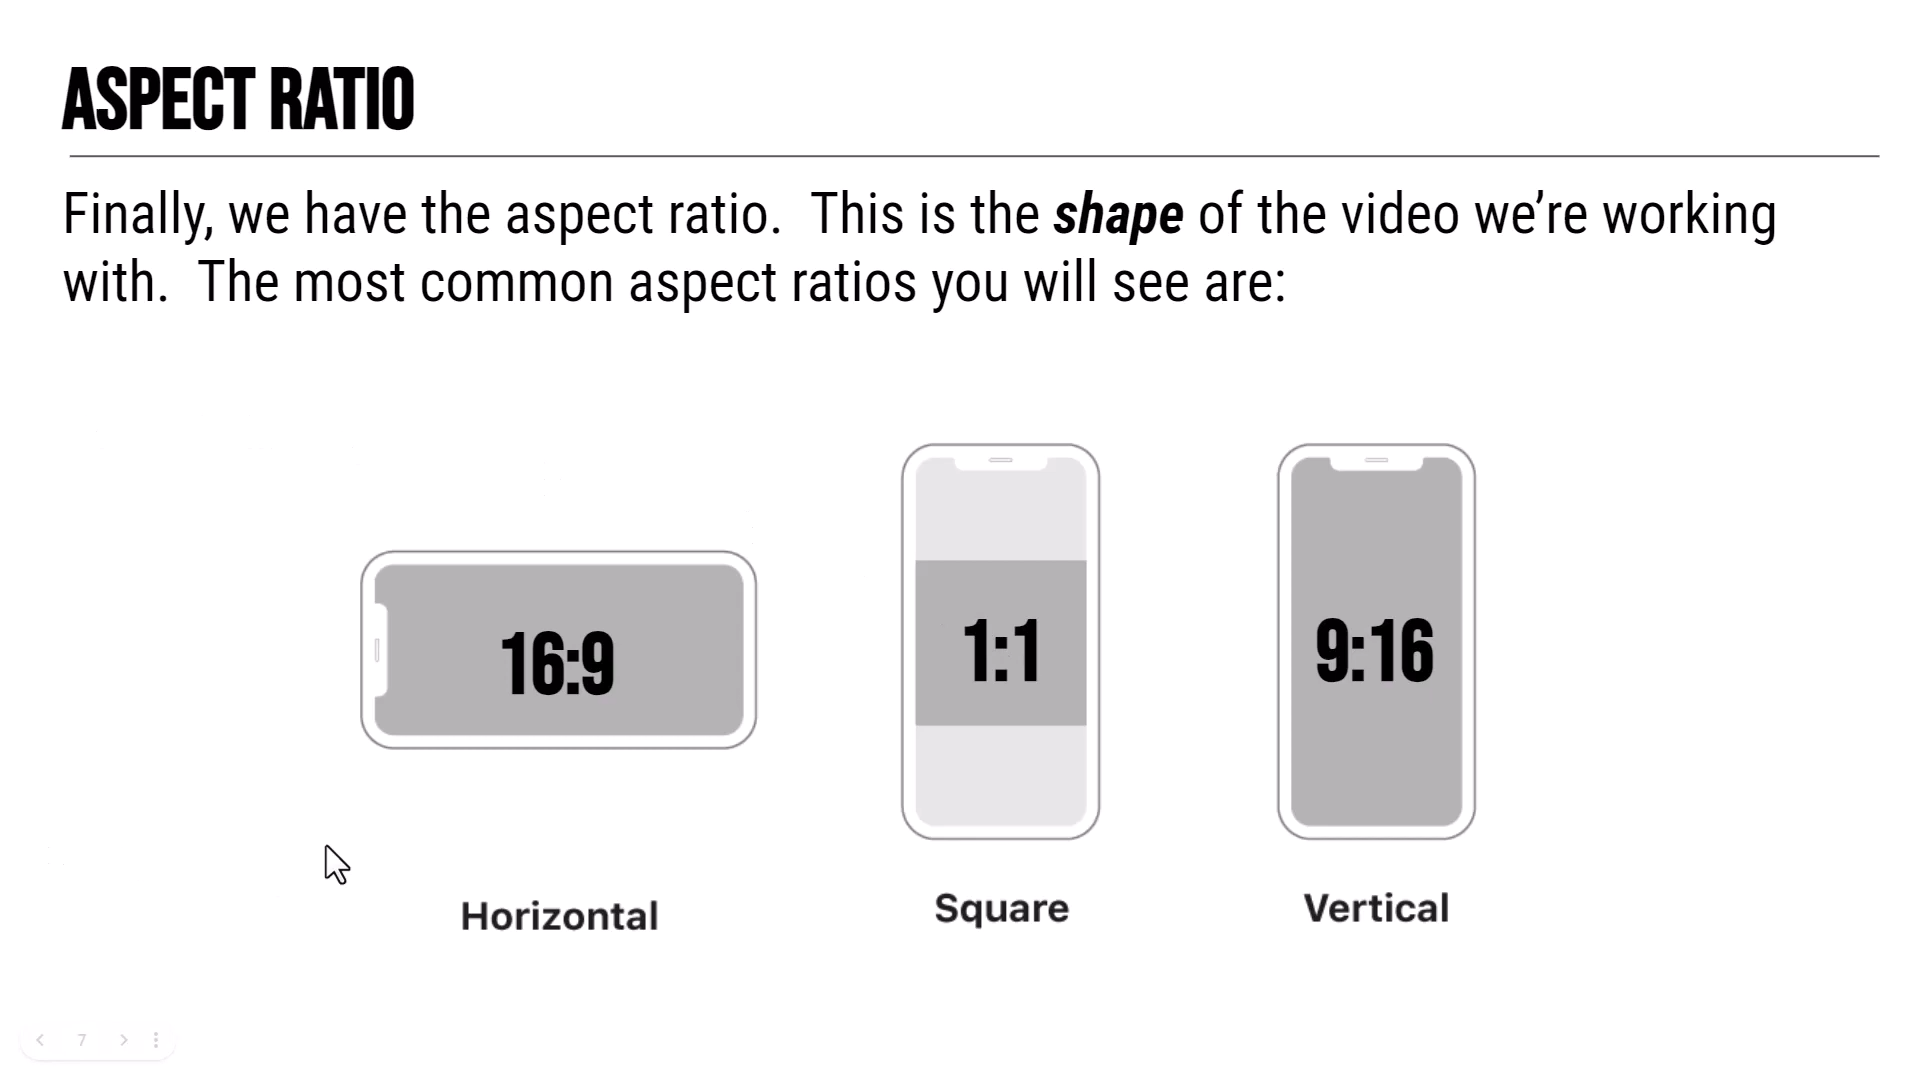 ASPECT RATIO
Finally, we have the aspect ratio.  This is the shape of the video we’re working
with.  The most common aspect ratios you will see are:
16:9
1:1
9:16
Horizontal
Square
Vertical
7